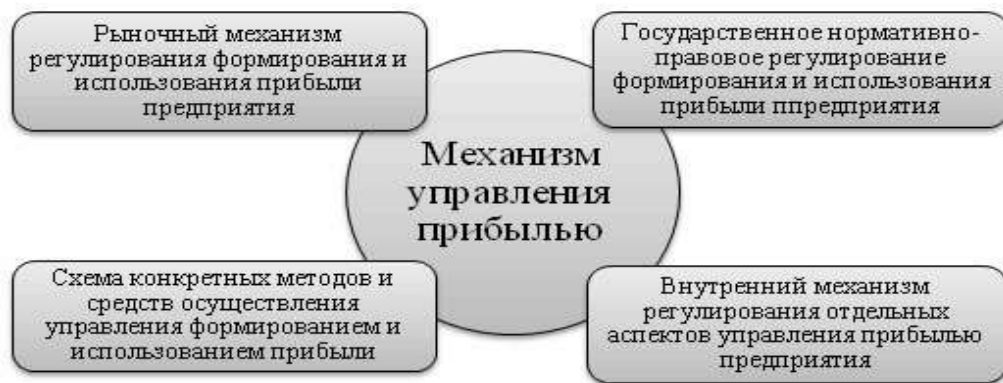 Рыночный механизм
регулирования формирования и
использования прибыли
предприятия
Государственное нормативно-
правовое регулирование
формирования и использования
прибыли ппредприятия
Механизм
управления
прибылью
Схема конкретных методов и
средств осуществления
управления формированием и
использованием прибыли
Внутренний механизм
регулирования отдельных
аспектов управления прибылью
предприятия